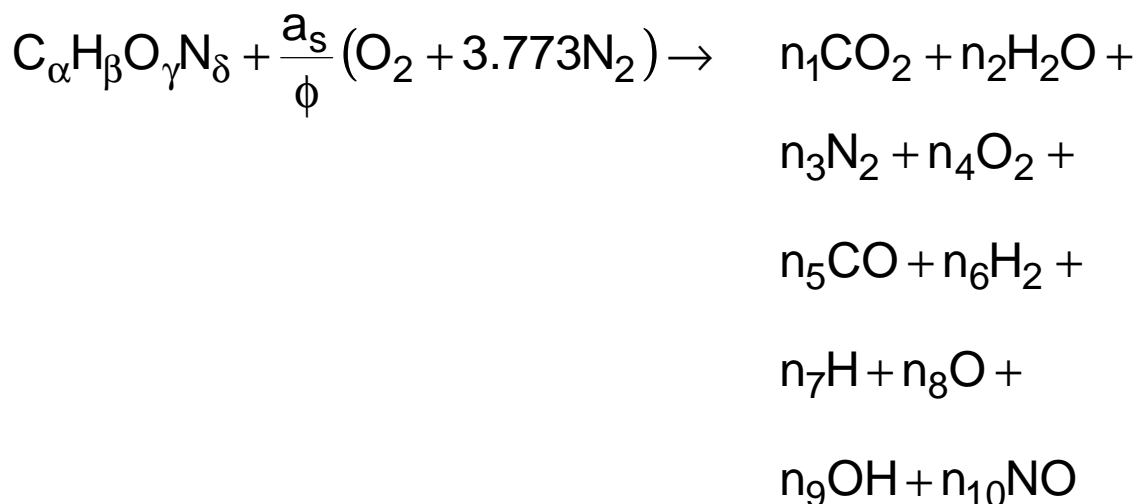 CαHβOγNδ + as/ϕ (O2 + 3.773N2) → n1CO2 + n2H2O +
n3N2 + n4O2 +
n5CO + n6H2 +
n7H + n8O +
n9OH + n10NO